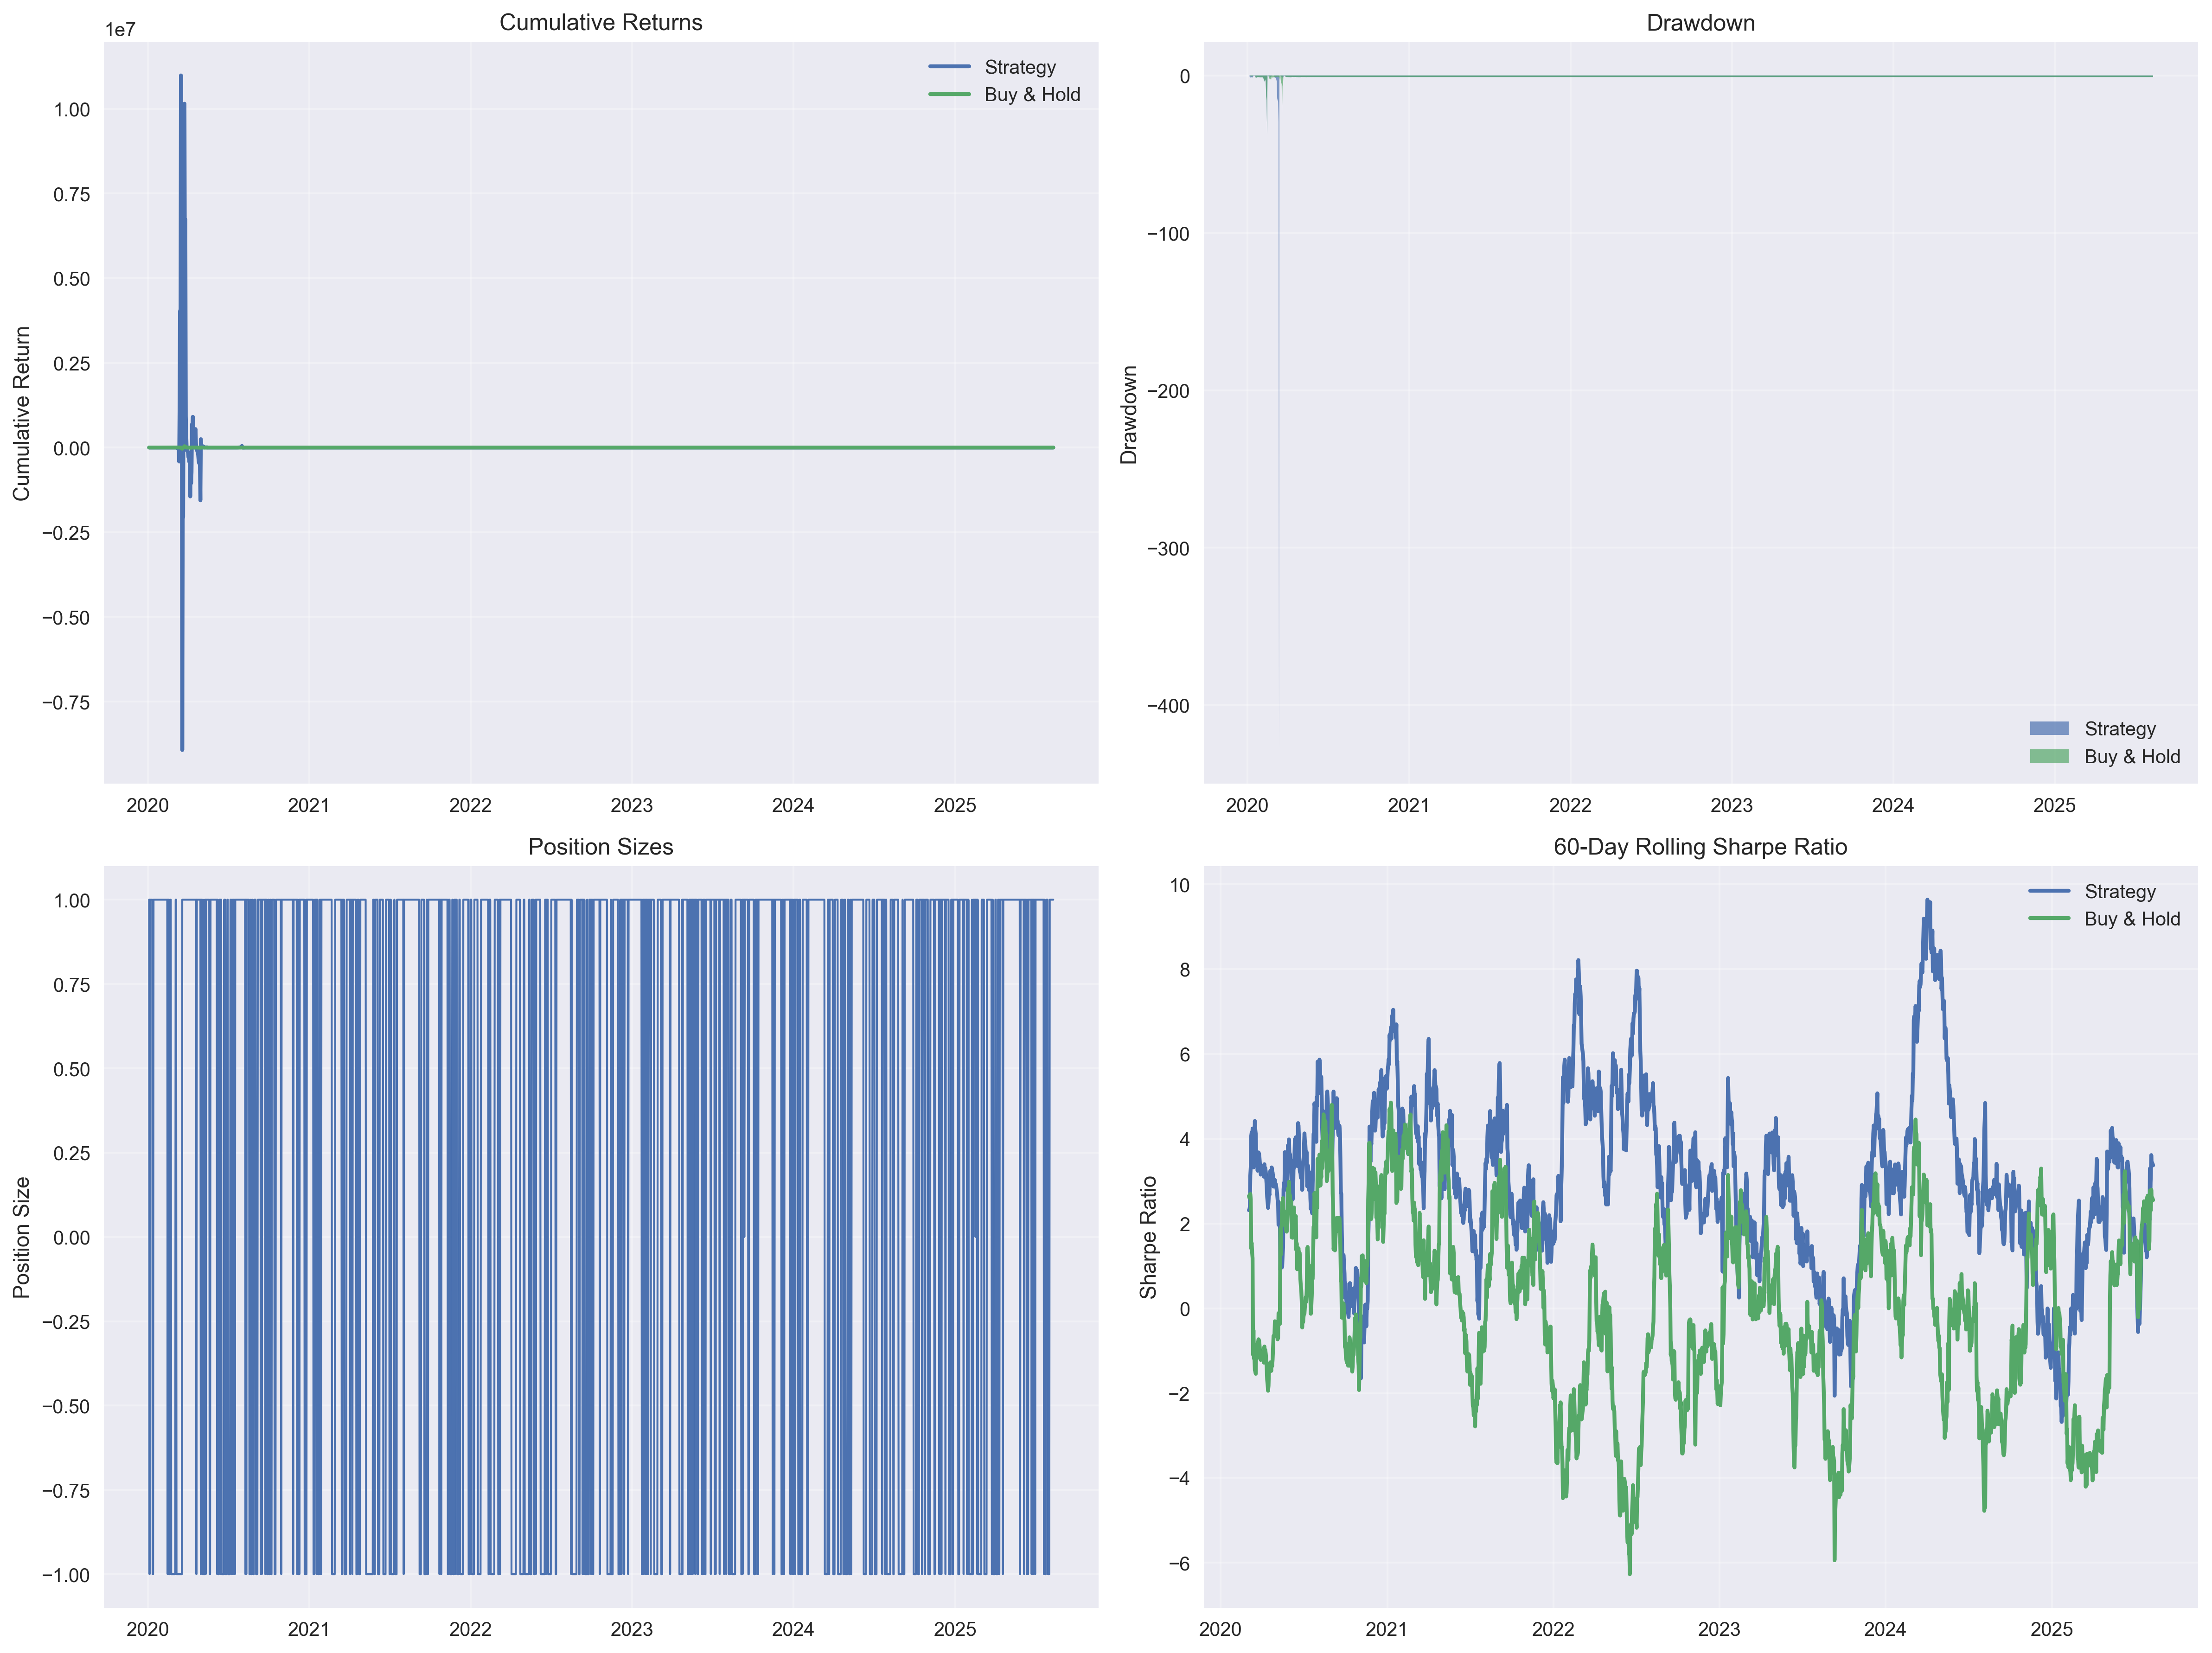 Cumulative Returns
1e7
Strategy
Buy & Hold
1.00
0.75
0.50
0.25
0.00
−0.25
−0.50
−0.75
Cumulative Return
2020 2021 2022 2023 2024 2025
Drawdown
0
−100
−200
−300
−400
Drawdown
Strategy
Buy & Hold
2020 2021 2022 2023 2024 2025
Position Sizes
1.00
0.75
0.50
0.25
0.00
−0.25
−0.50
−0.75
−1.00
Position Size
2020 2021 2022 2023 2024 2025
60-Day Rolling Sharpe Ratio
Strategy
Buy & Hold
10
8
6
4
2
0
−2
−4
−6
Sharpe Ratio
2020 2021 2022 2023 2024 2025